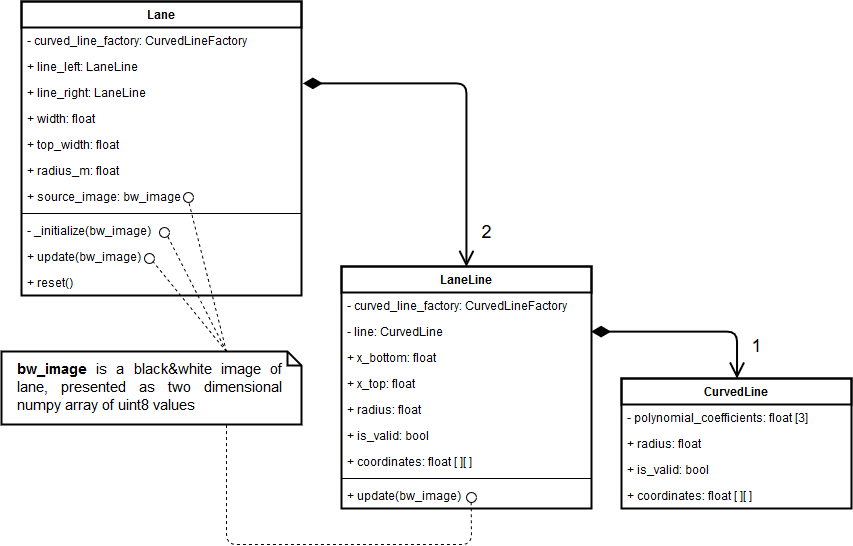 Lane
- curved_line_factory: CurvedLineFactory
+ line_left: LaneLine
+ line_right: LaneLine
+ width: float
+ top_width: float
+ radius_m: float
+ source_image: bw_image
- _initialize(bw_image)
+ update(bw_image)
+ reset()
2
LaneLine
- curved_line_factory: CurvedLineFactory
- line: CurvedLine
+ x_bottom: float
+ x_top: float
+ radius: float
+ is_valid: bool
+ coordinates: float [ ][ ]
+ update(bw_image)
1
CurvedLine
- polynomial_coefficients: float [3]
+ radius: float
+ is_valid: bool
+ coordinates: float [ ][ ]
bw_image is a black&white image of
lane, presented as two dimensional
numpy array of uint8 values